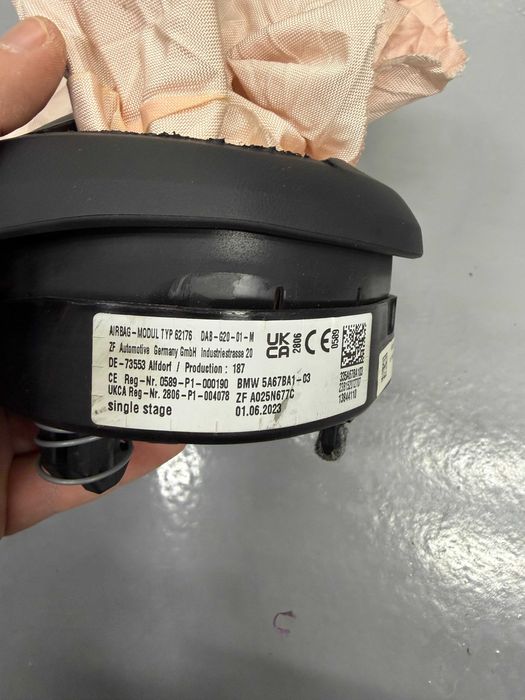 AIRBAG-MODUL TYP 62176 DAB-G20-01-M
ZF Automotive Germany GmbH Industriestrasse 20
DE-73553 Alfdorf / Production : 187
CE Reg-Nr. 0589-P1-000190 BMW 5A67BA1-03
UKCA Reg-Nr. 2806-P1-004078 ZF A025N677C
single stage 01.06.2023
UK
CA
2806
CE
0589
13844110